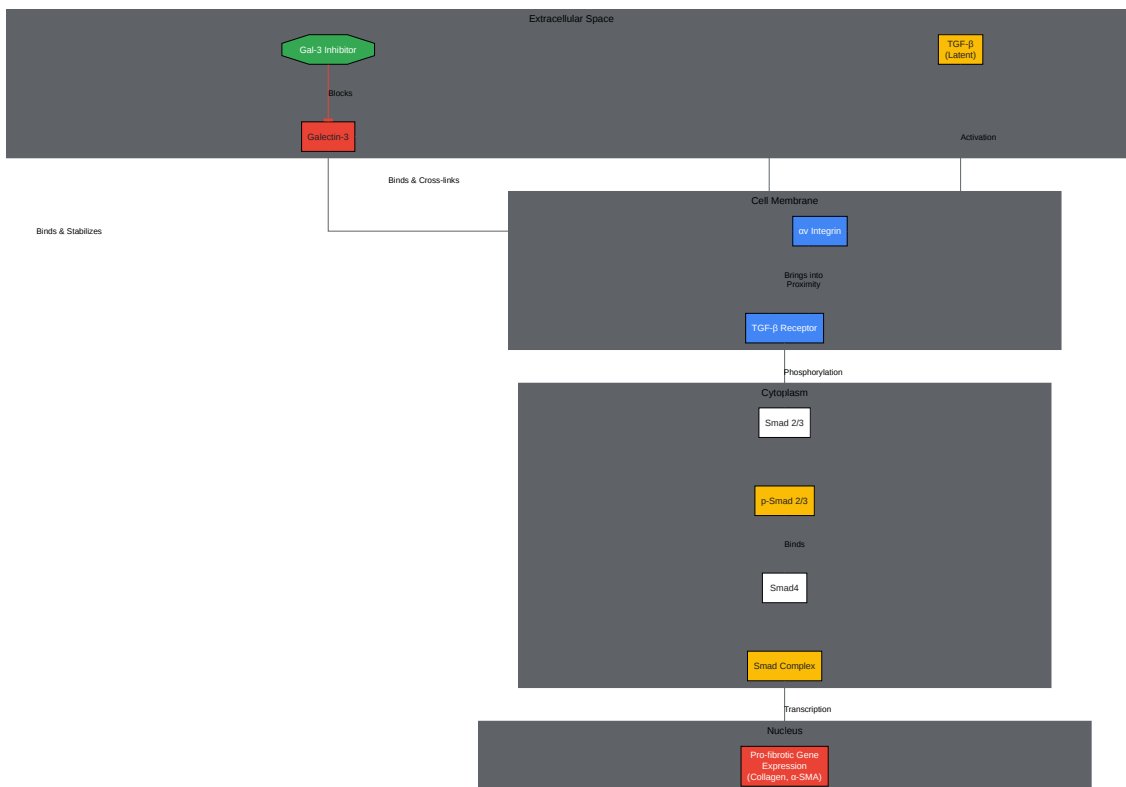 Extracellular Space
Gal-3 Inhibitor
TGF-β
(Latent)
Blocks
Galectin-3
Activation
Binds & Cross-links
Cell Membrane
Binds & Stabilizes
αv Integrin
Brings into
Proximity
TGF-β Receptor
Phosphorylation
Cytoplasm
Smad 2/3
p-Smad 2/3
Binds
Smad4
Smad Complex
Transcription
Nucleus
Pro-fibrotic Gene
Expression
(Collagen, α-SMA)